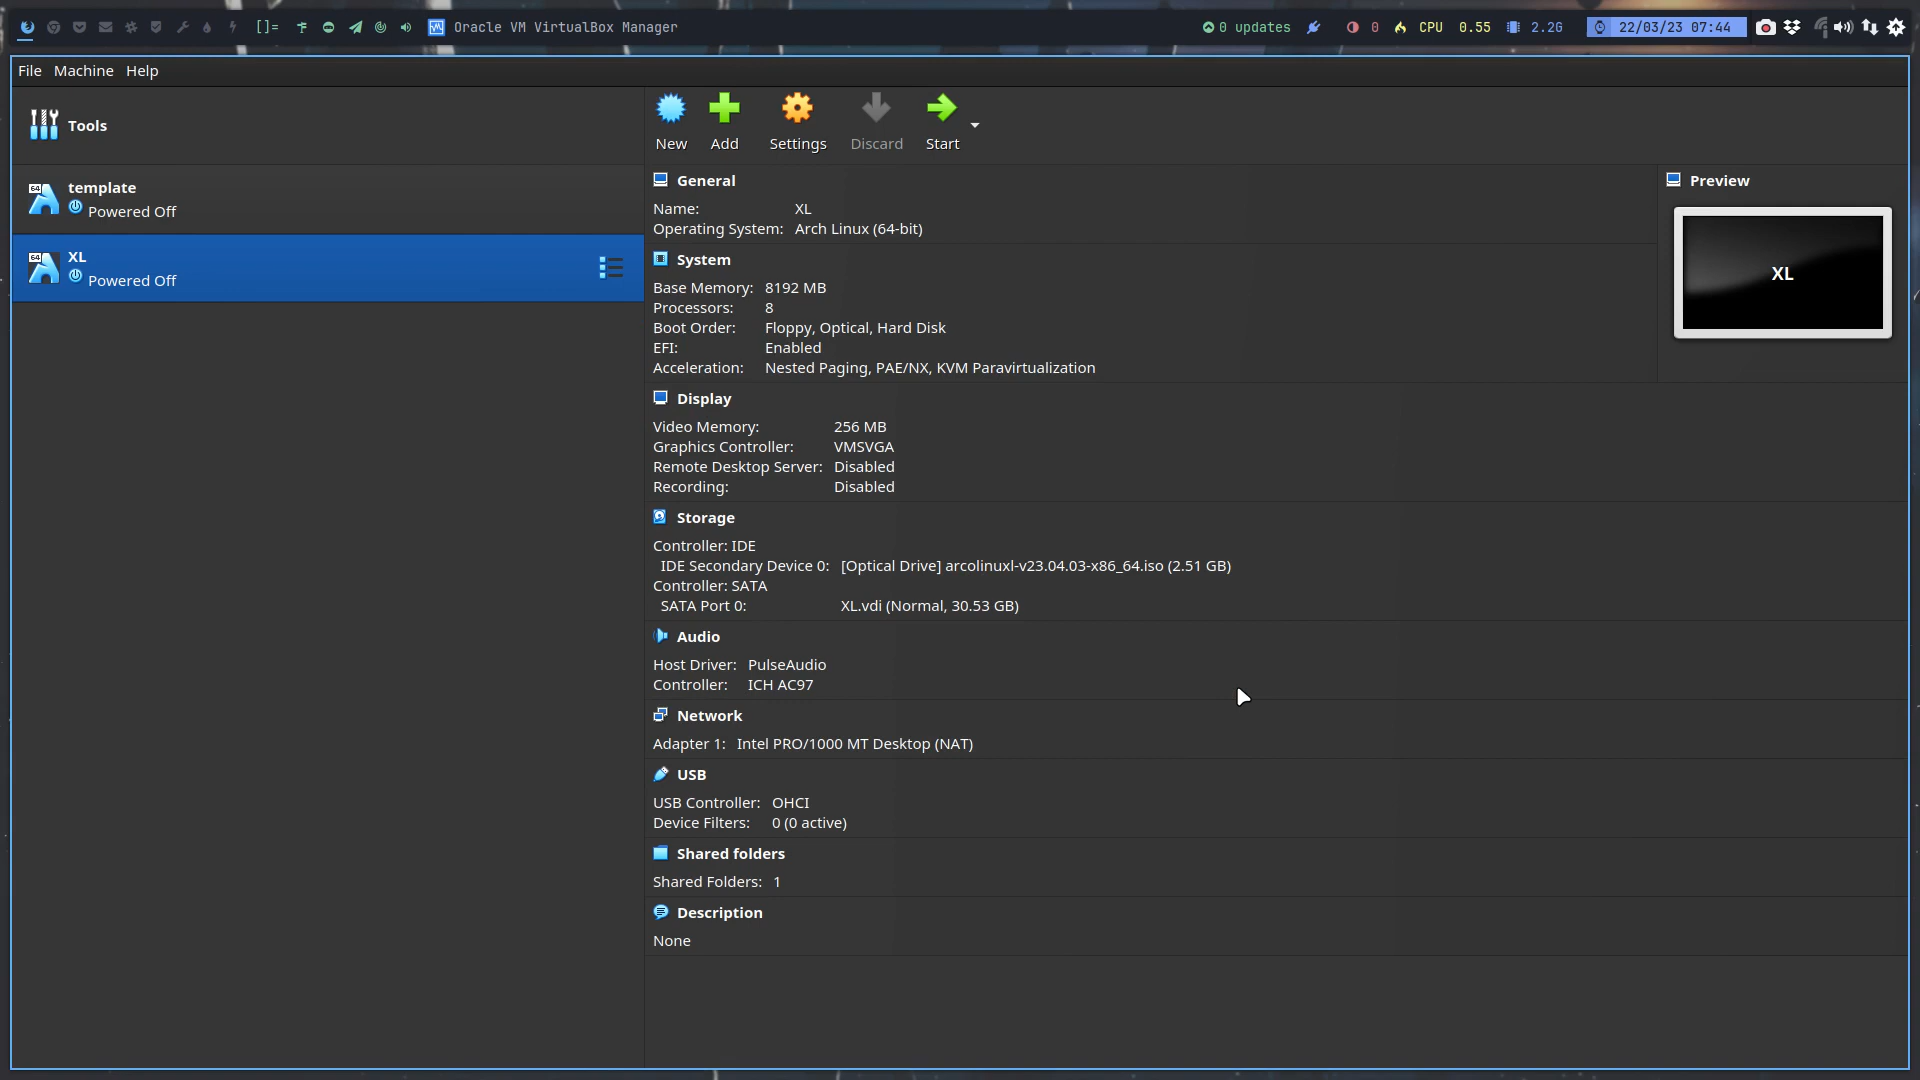 []= Oracle VM VirtualBox Manager 0 updates 0 CPU 0.55 2.2G 22/03/23 07:44
File Machine Help
Tools
New Add Settings Discard Start
64 template
Powered Off
64 XL
Powered Off
General
Name: XL
Operating System: Arch Linux (64-bit)
System
Base Memory: 8192 MB
Processors: 8
Boot Order: Floppy, Optical, Hard Disk
EFI: Enabled
Acceleration: Nested Paging, PAE/NX, KVM Paravirtualization
Preview
XL
Display
Video Memory: 256 MB
Graphics Controller: VMSVGA
Remote Desktop Server: Disabled
Recording: Disabled
Storage
Controller: IDE
IDE Secondary Device 0: [Optical Drive] arcolinuxl-v23.04.03-x86_64.iso (2.51 GB)
Controller: SATA
SATA Port 0: XL.vdi (Normal, 30.53 GB)
Audio
Host Driver: PulseAudio
Controller: ICH AC97
Network
Adapter 1: Intel PRO/1000 MT Desktop (NAT)
USB
USB Controller: OHCI
Device Filters: 0 (0 active)
Shared folders
Shared Folders: 1
Description
None